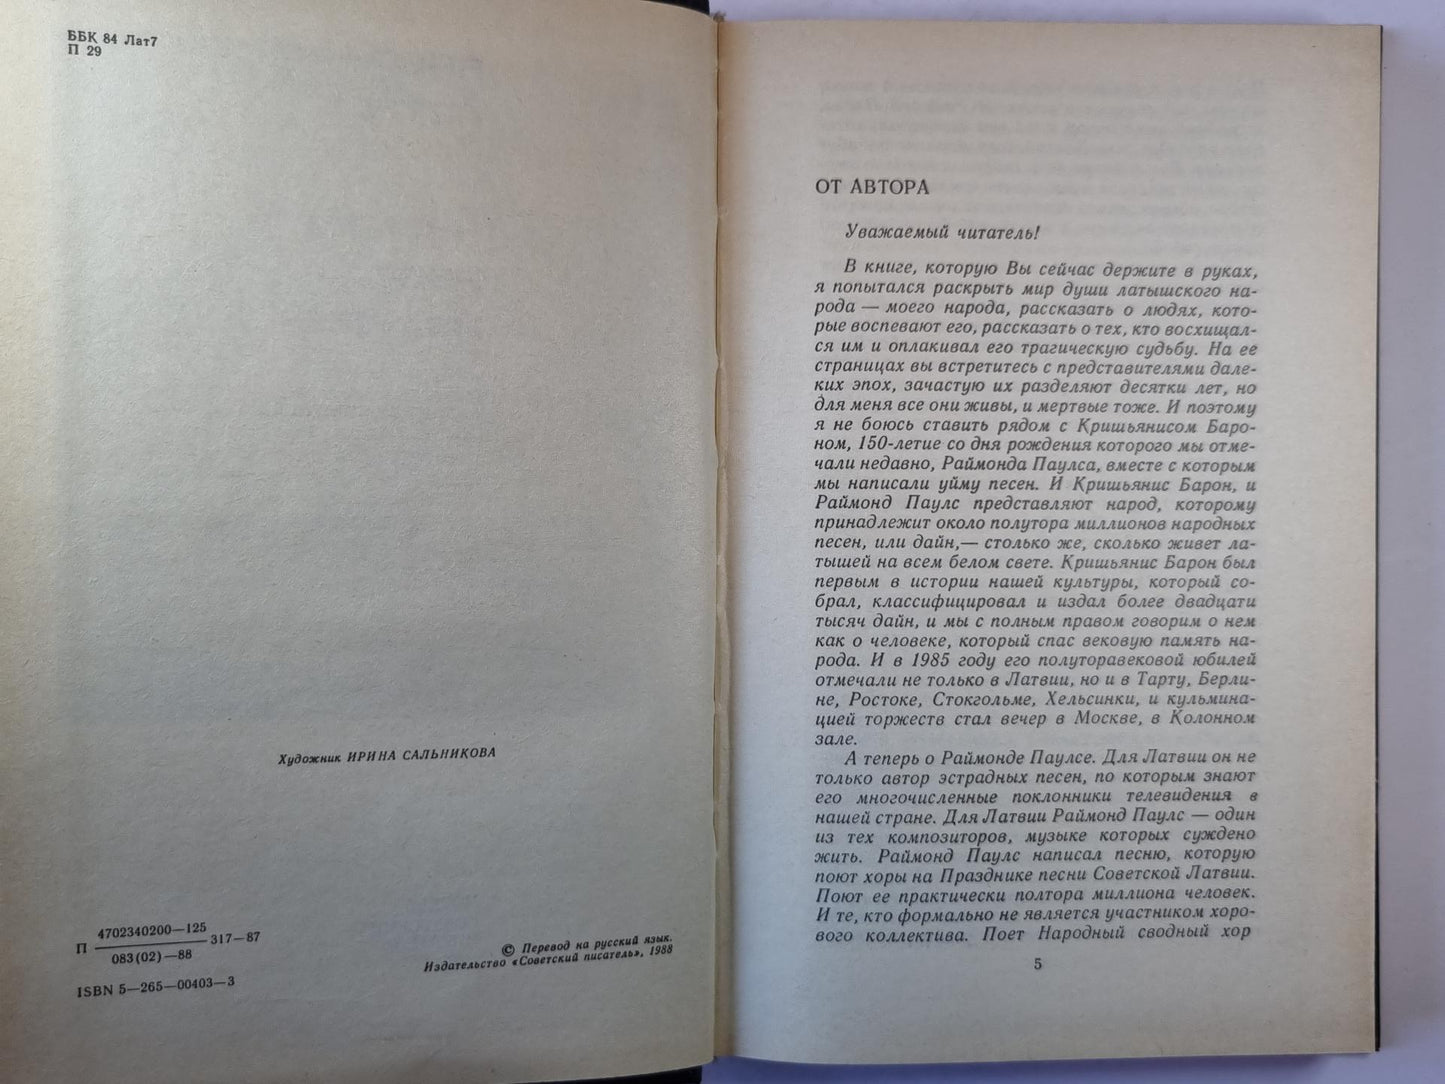 ББК 84 Лат7
П 29
Художник ИРИНА САЛЬНИКОВА
П 4702340200—125 317—87
083(02)—88
ISBN 5—265—00403—3
© Перевод на русский язык.
Издательство «Советский писатель», 1988
ОТ АВТОРА
Уважаемый читатель!
В книге, которую Вы сейчас держите в руках,
я попытался раскрыть мир души латышского на-
рода — моего народа, рассказать о людях, кото-
рые воспевают его, рассказать о тех, кто восхищал-
ся им и оплакивал его трагическую судьбу. На ее
страницах вы встретитесь с представителями дале-
ких эпох, зачастую их разделяют десятки лет, но
для меня все они живы, и мертвые тоже. И поэтому
я не боюсь ставить рядом с Кришьянисом Баро-
ном, 150-летие со дня рождения которого мы отме-
чали недавно, Раймонда Паулса, вместе с которым
мы написали уйму песен. И Кришьянис Барон, и
Раймонд Паулс представляют народ, которому
принадлежит около полутора миллионов народных
песен, или дайн,— столько же, сколько живет ла-
тышей на всем белом свете. Кришьянис Барон был
первым в истории нашей культуры, который со-
брал, классифицировал и издал более двадцати
тысяч дайн, и мы с полным правом говорим о нем
как о человеке, который спас вековую память на-
рода. И в 1985 году его полуторавековой юбилей
отмечали не только в Латвии, но и в Тарту, Берли-
не, Ростоке, Стокгольме, Хельсинки, и кульмина-
цией торжеств стал вечер в Москве, в Колонном
зале.
А теперь о Раймонде Паулсе. Для Латвии он не
только автор эстрадных песен, по которым знают
его многочисленные поклонники телевидения в
нашей стране. Для Латвии Раймонд Паулс — один
из тех композиторов, музыке которых суждено
жить. Раймонд Паулс написал песню, которую
поют хоры на Празднике песни Советской Латвии.
Поют ее практически полтора миллиона человек.
И те, кто формально не является участником хоро-
вого коллектива. Поет Народный сводный хор
5